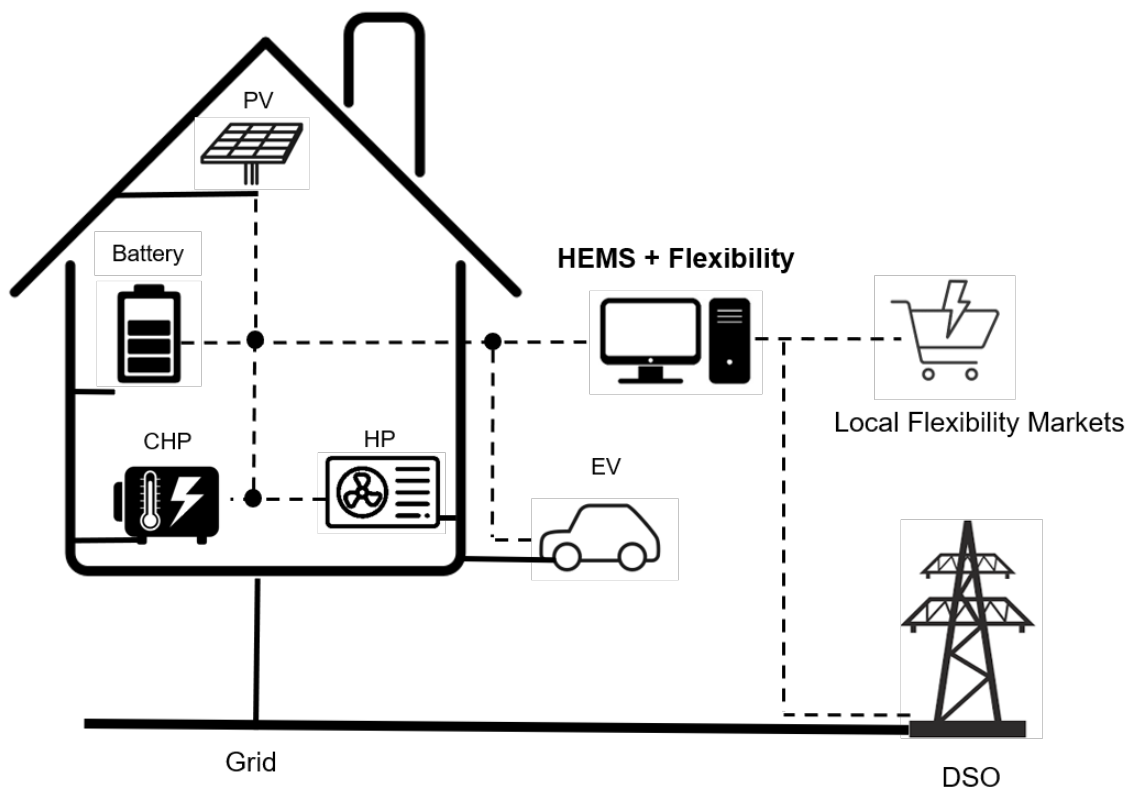 PV
Battery
HEMS + Flexibility
Local Flexibility Markets
CHP
HP
EV
Grid
DSO